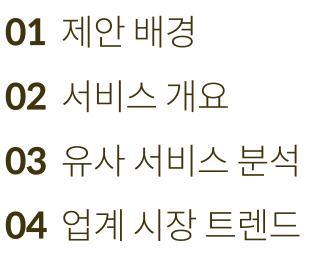 01 제안 배경
02 서비스 개요
03 유사 서비스 분석
04 업계 시장 트렌드